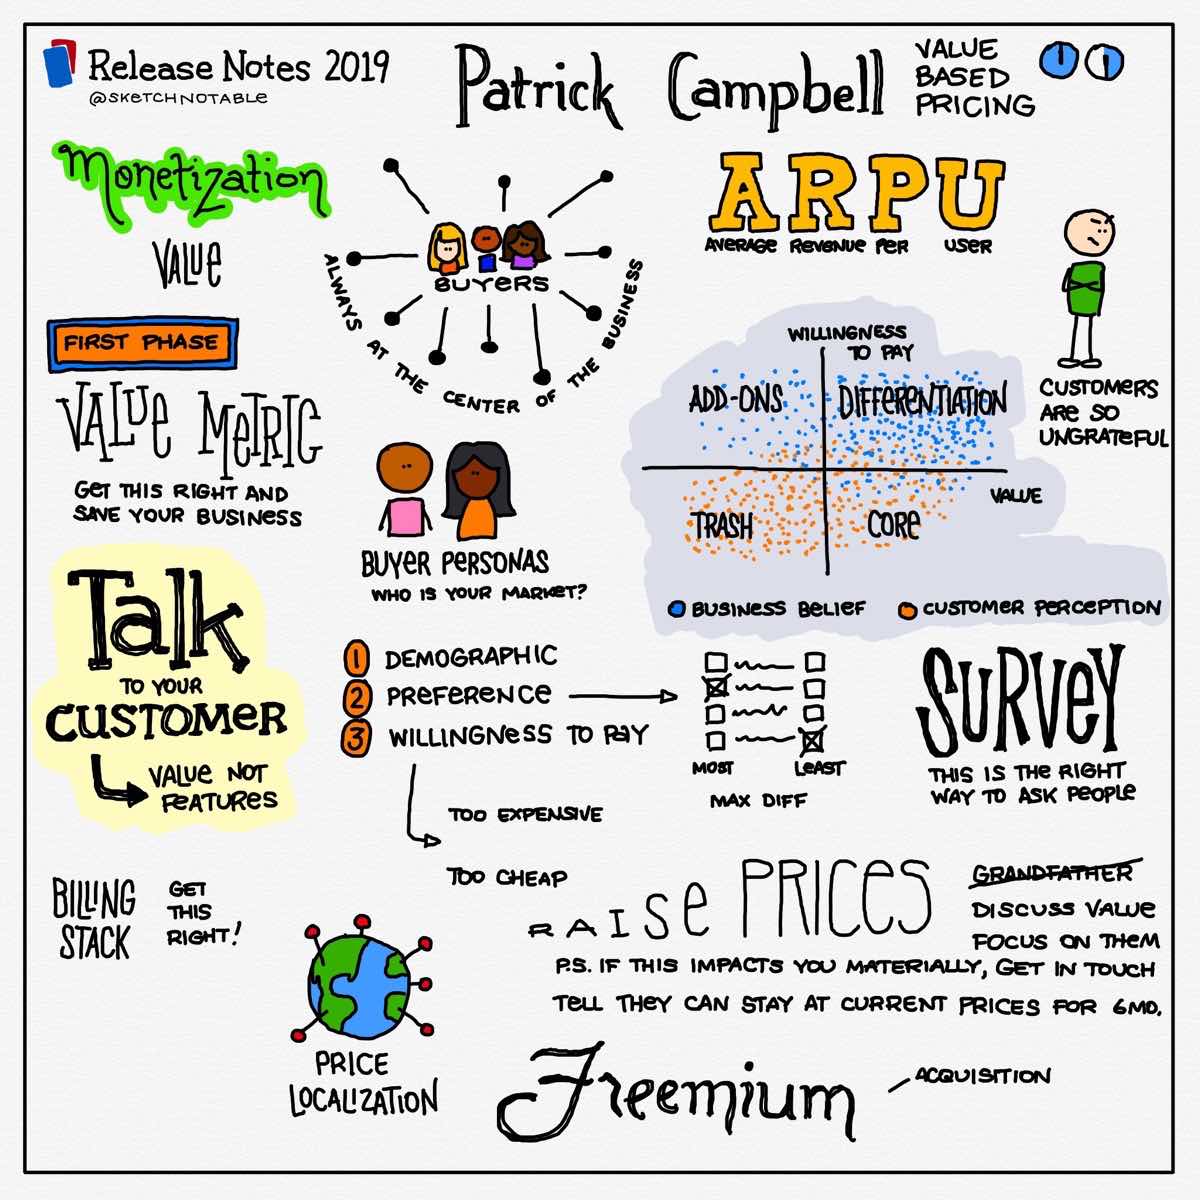 Release Notes 2019
@SKETCHNOTABLE
Patrick Campbell
VALUE
BASED
PRICING
Monetization
VALUE
FIRST PHASE
VALUE METRIC
GET THIS RIGHT AND
SAVE YOUR BUSINESS
Talk
TO YOUR
CUSTOMER
VALUE NOT
FEATURES
BILLING
STACK
GET
THIS
RIGHT!
BUYERS
ALWAYS AT THE CENTER OF THE BUSINESS
BUYER PERSONAS
WHO IS YOUR MARKET?
1 DEMOGRAPHIC
2 PREFERENCE
3 WILLINGNESS TO PAY
TOO EXPENSIVE
TOO CHEAP
MOST LEAST
MAX DIFF
ARPU
AVERAGE REVENUE PER USER
CUSTOMERS
ARE SO
UNGRATEFUL
WILLINGNESS
TO PAY
ADD-ONS
DIFFERENTIATION
VALUE
TRASH
CORE
BUSINESS BELIEF
CUSTOMER PERCEPTION
SURVEY
THIS IS THE RIGHT
WAY TO ASK PEOPLE
RAISE PRICES
GRANDFATHER
DISCUSS VALUE
FOCUS ON THEM
P.S. IF THIS IMPACTS YOU MATERIALLY, GET IN TOUCH
TELL THEY CAN STAY AT CURRENT PRICES FOR 6MO.
PRICE
LOCALIZATION
Freemium
ACQUISITION